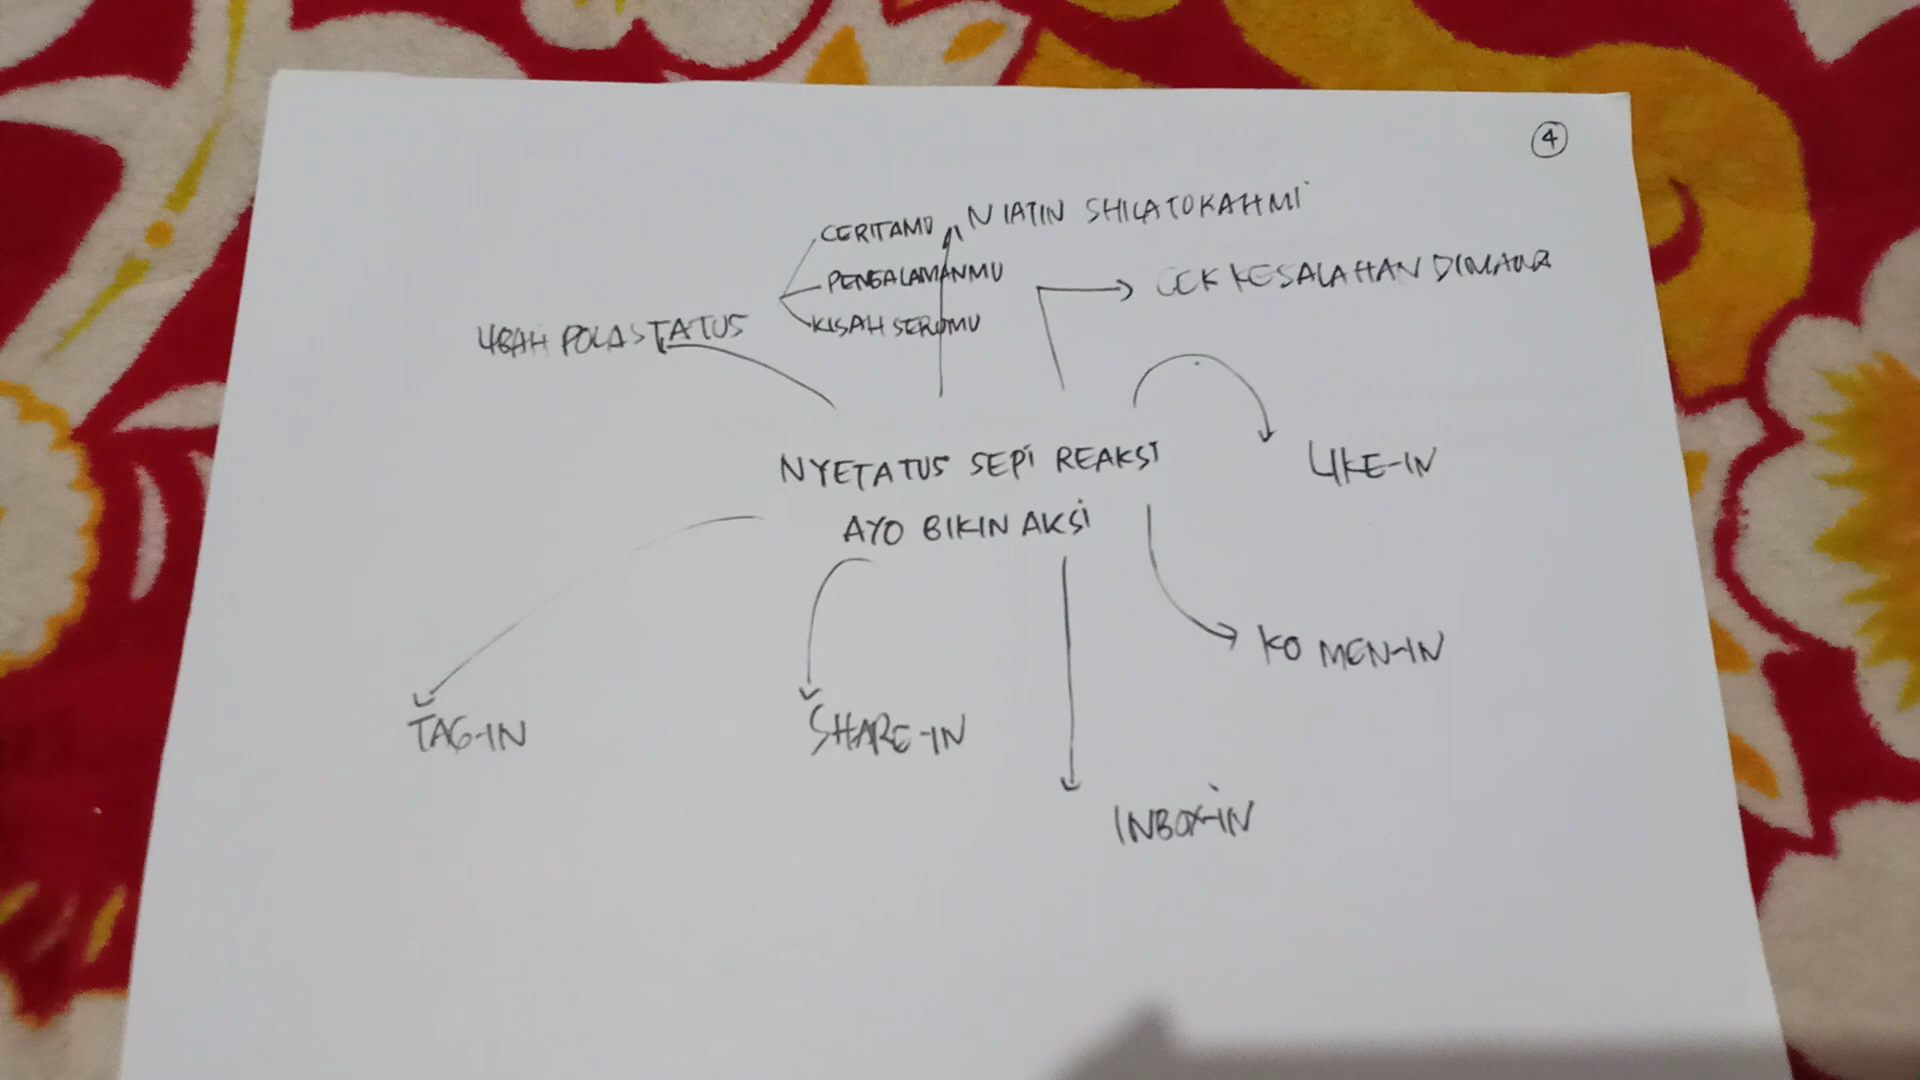 4
CERITAMU
NIATIN SHILATORAHMI
PENGALAMANMU
CEK KESALAHAN DIMANA
KISAH SERUMU
UBAH POLA STATUS
NYETATUS SEPI REAKSI
LIKE-IN
AYO BIKIN AKSI
KOMEN-IN
TAG-IN
SHARE-IN
INBOX-IN